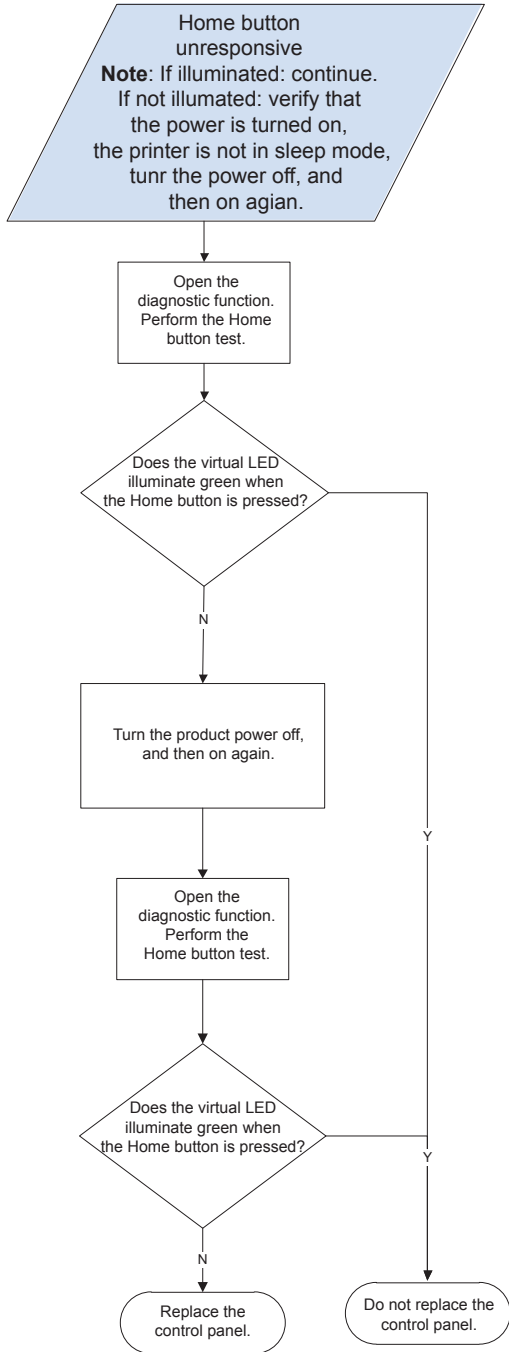 Home button
unresponsive
Note: If illuminated: continue.
If not illumated: verify that
the power is turned on,
the printer is not in sleep mode,
tunr the power off, and
then on agian.
Open the
diagnostic function.
Perform the Home
button test.
Does the virtual LED
illuminate green when
the Home button is pressed?
N
Turn the product power off,
and then on again.
Y
Open the
diagnostic function.
Perform the
Home button test.
Does the virtual LED
illuminate green when
the Home button is pressed?
Y
N
Replace the
control panel.
Do not replace the
control panel.